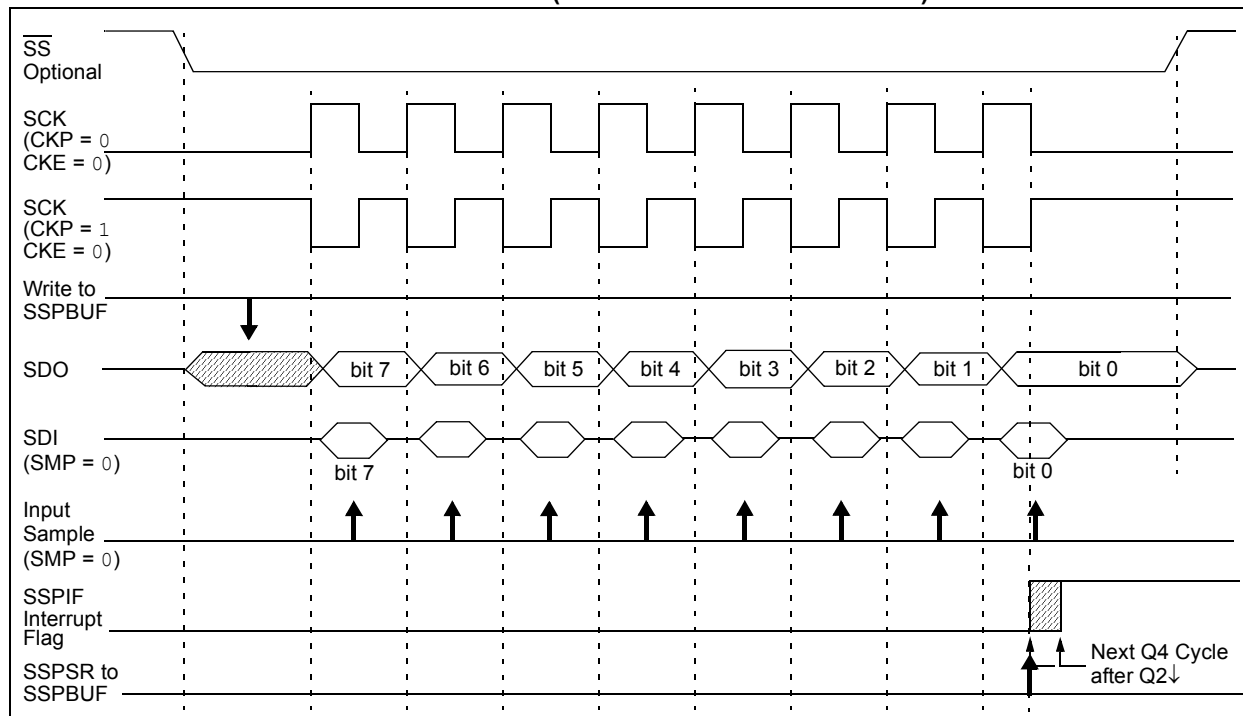 SS
Optional
SCK
(CKP = 0
CKE = 0)
SCK
(CKP = 1
CKE = 0)
Write to
SSPBUF
SDO
bit 7
bit 6
bit 5
bit 4
bit 3
bit 2
bit 1
bit 0
SDI
(SMP = 0)
bit 7
bit 0
Input
Sample
(SMP = 0)
SSPIF
Interrupt
Flag
Next Q4 Cycle
after Q2↓
SSPSR to
SSPBUF